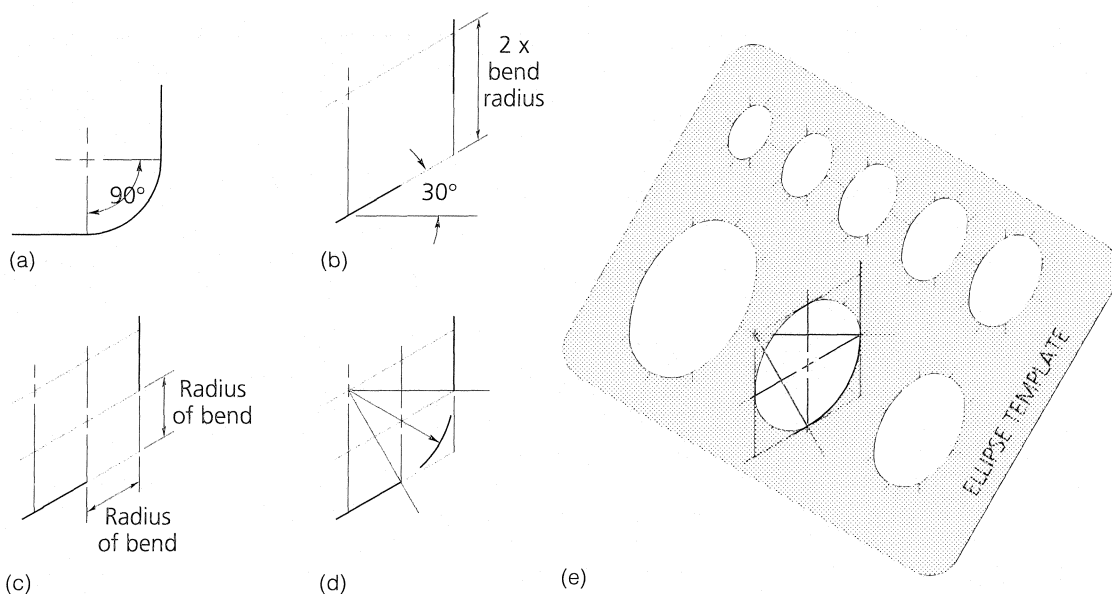 90°
(a)
2 x
bend
radius
30°
(b)
Radius
of bend
Radius
of bend
(c)
(d)
ELLIPSE TEMPLATE
(e)